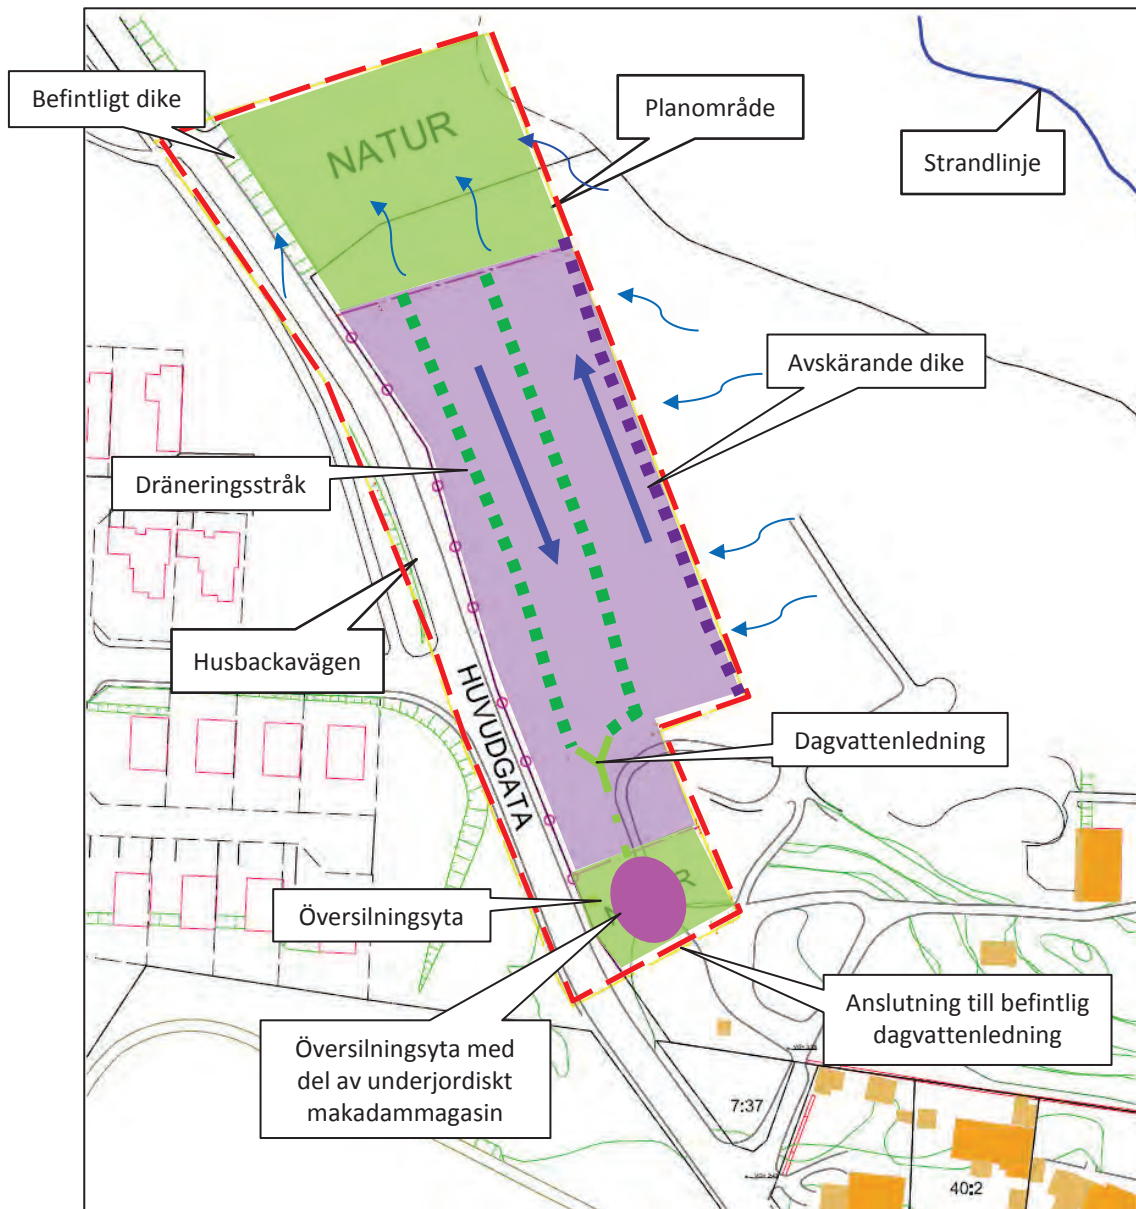 Befintligt dike
NATUR
Planområde
Strandlinje
Avskärande dike
Dräneringsstråk
Husbackavägen
HUVUDGATA
Dagvattenledning
Översilningsyta
Anslutning till befintlig
dagvattenledning
Översilningsyta med
del av underjordiskt
makadammagasin
7:37
40:2